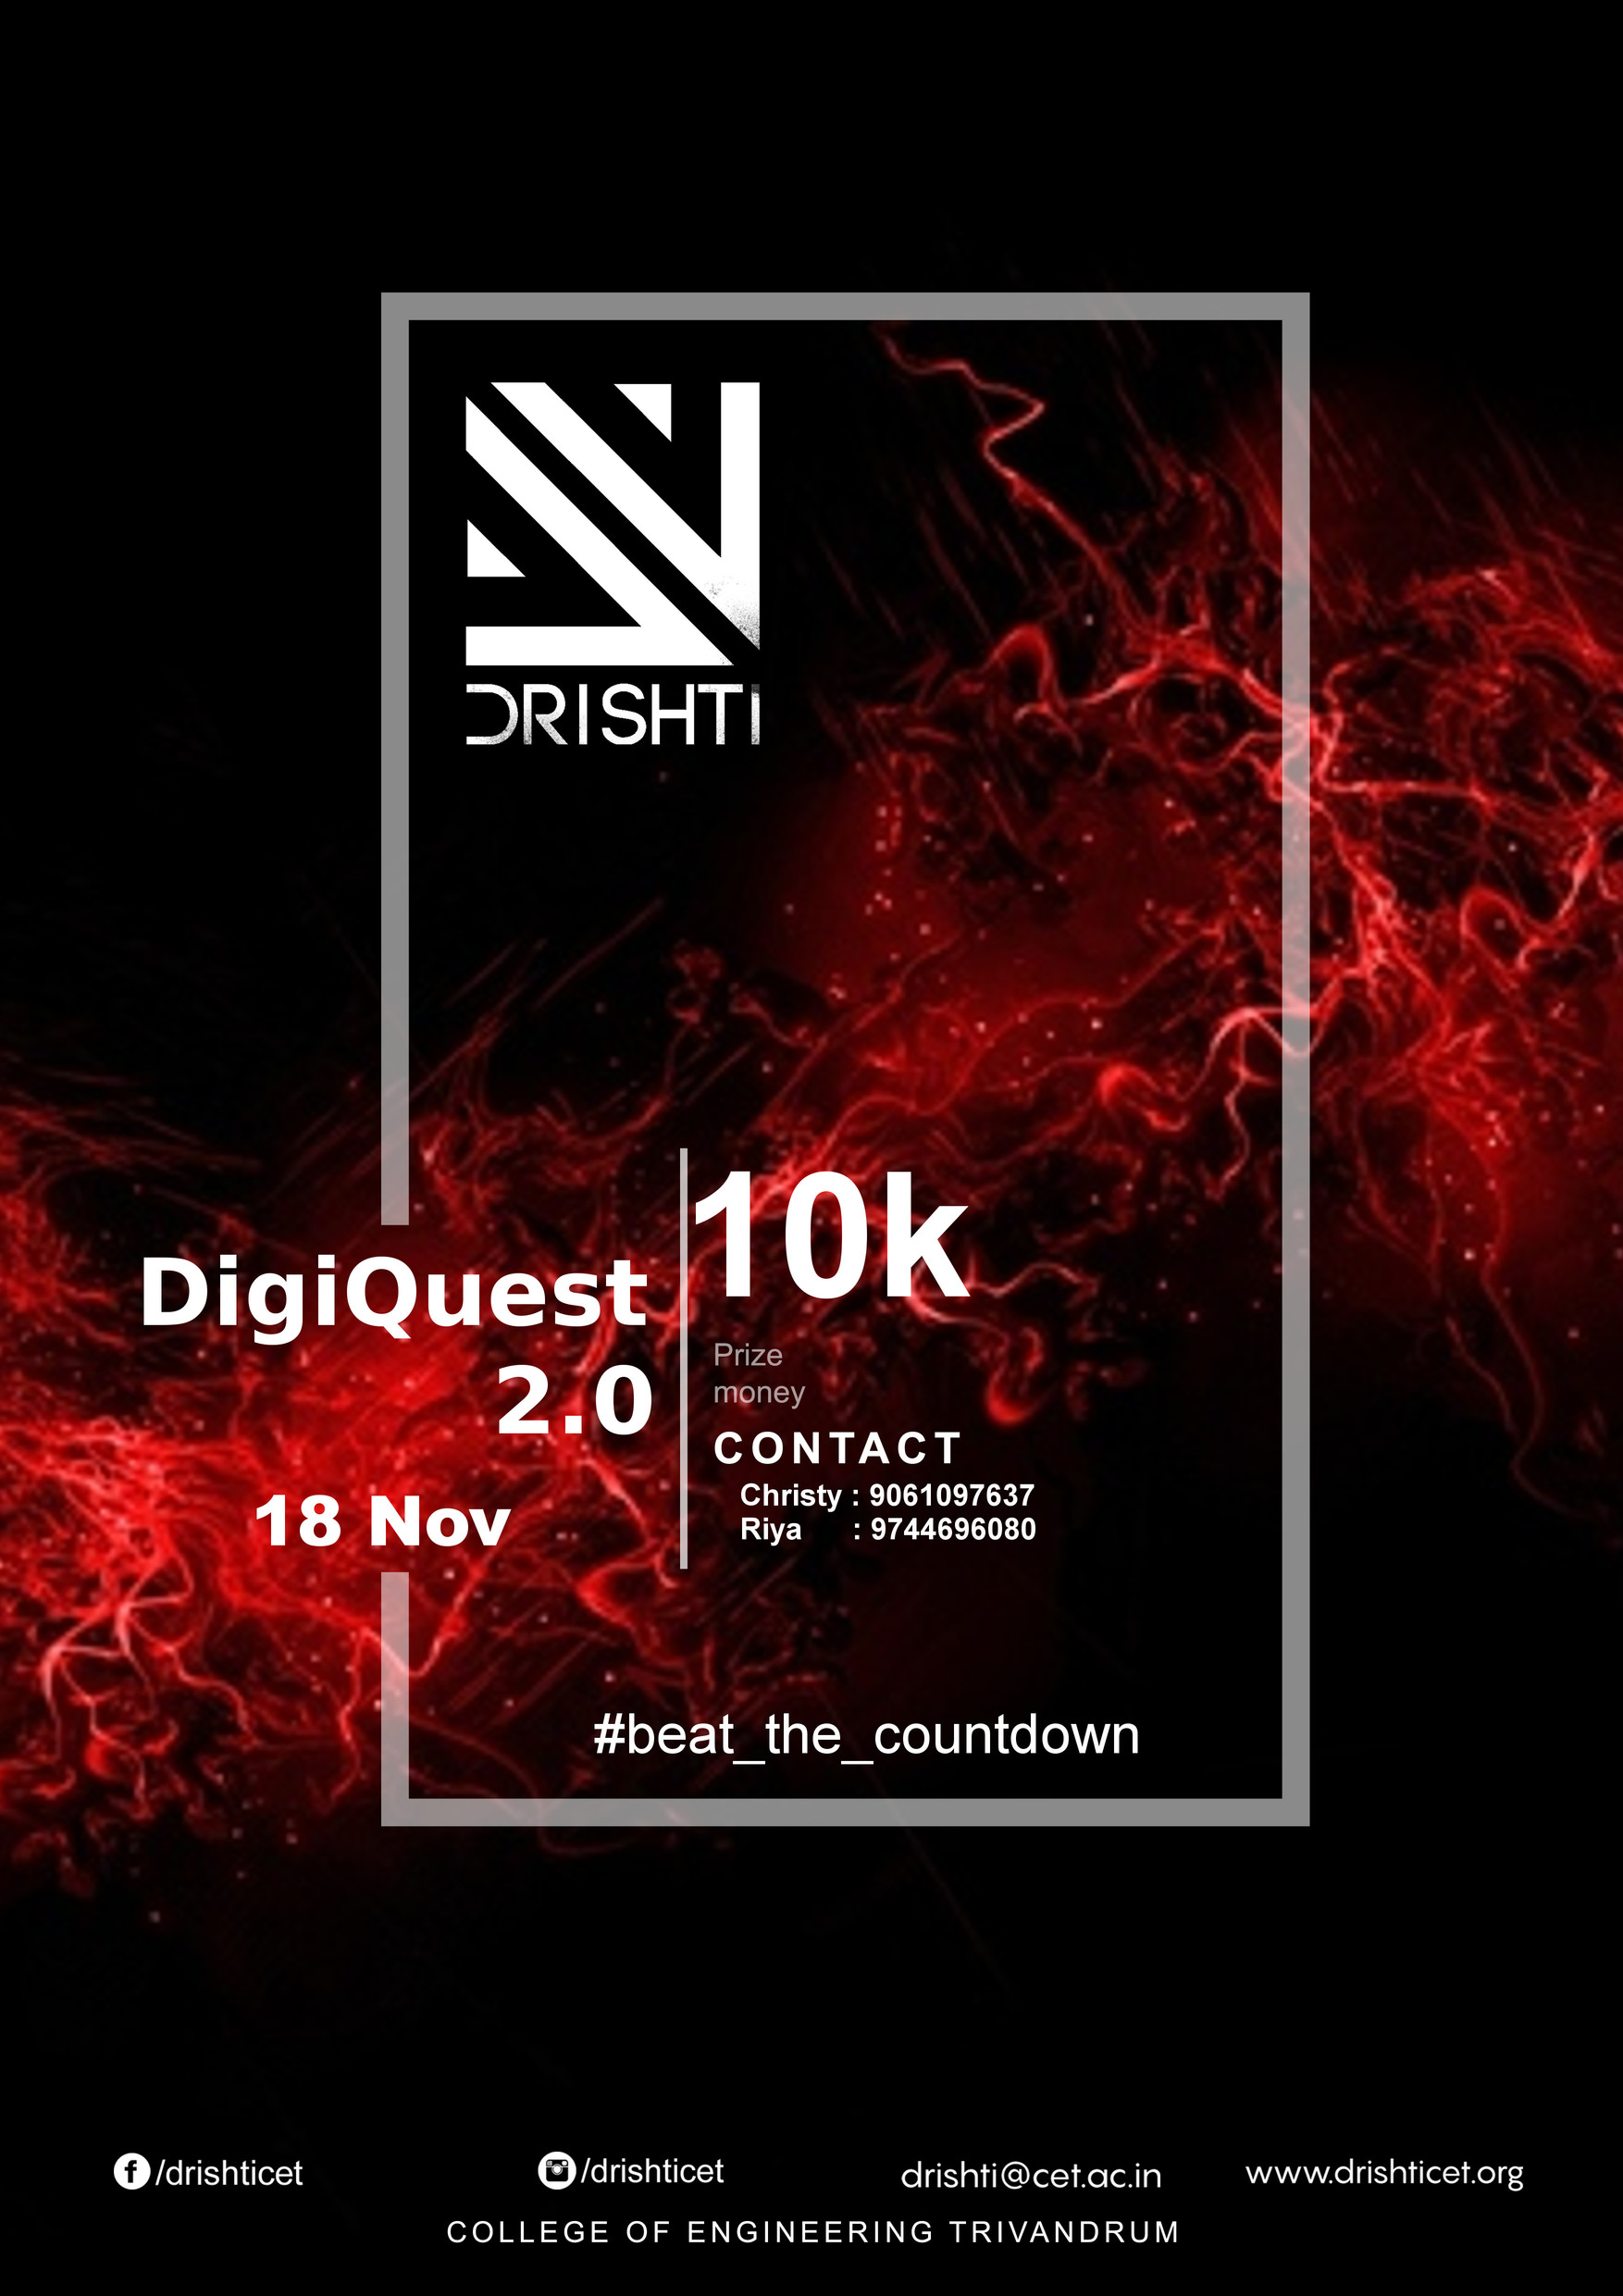 DRISHTI
DigiQuest
2.0
18 Nov
10k
Prize
money
CONTACT
Christy : 9061097637
Riya : 9744696080
#beat_the_countdown
/drishticet
/drishticet
drishti@cet.ac.in
www.drishticet.org
COLLEGE OF ENGINEERING TRIVANDRUM